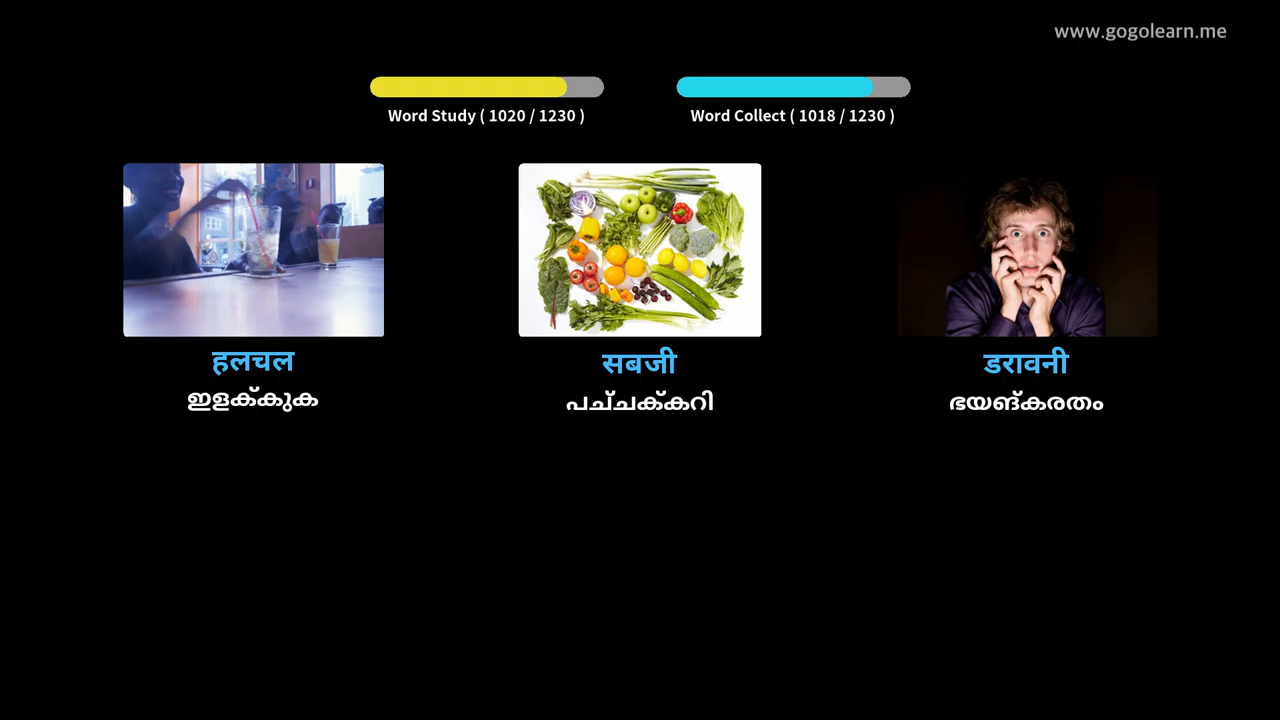 www.gogolearn.me
Word Study ( 1020 / 1230 )
Word Collect ( 1018 / 1230 )
हलचल
सबजी
डरावनी
ഇളക്കുക
പച്ചക്കറി
ഭയങ്കരതം